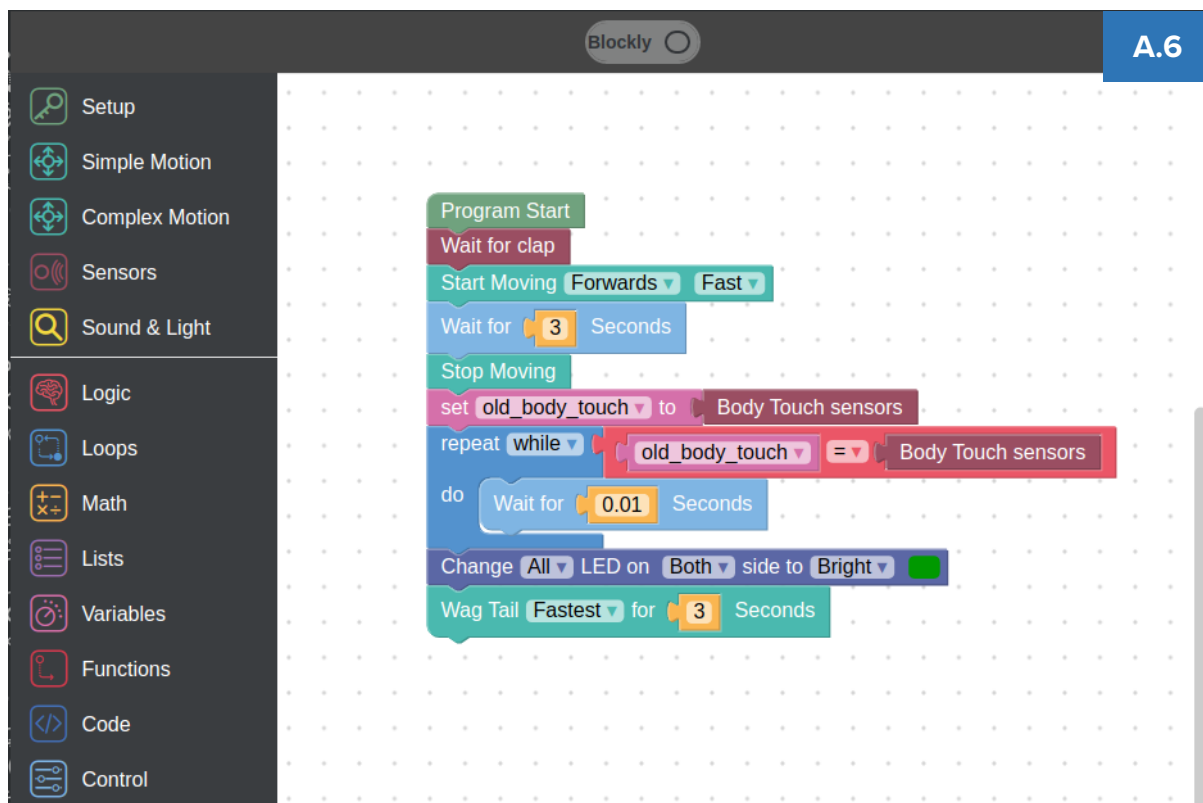 Blockly
A.6
Setup
Simple Motion
Complex Motion
Sensors
Sound & Light
Logic
Loops
Math
Lists
Variables
Functions
Code
Control
Program Start
Wait for clap
Start Moving Forwards Fast
Wait for 3 Seconds
Stop Moving
set old_body_touch to Body Touch sensors
repeat while old_body_touch = Body Touch sensors
do Wait for 0.01 Seconds
Change All LED on Both side to Bright
Wag Tail Fastest for 3 Seconds